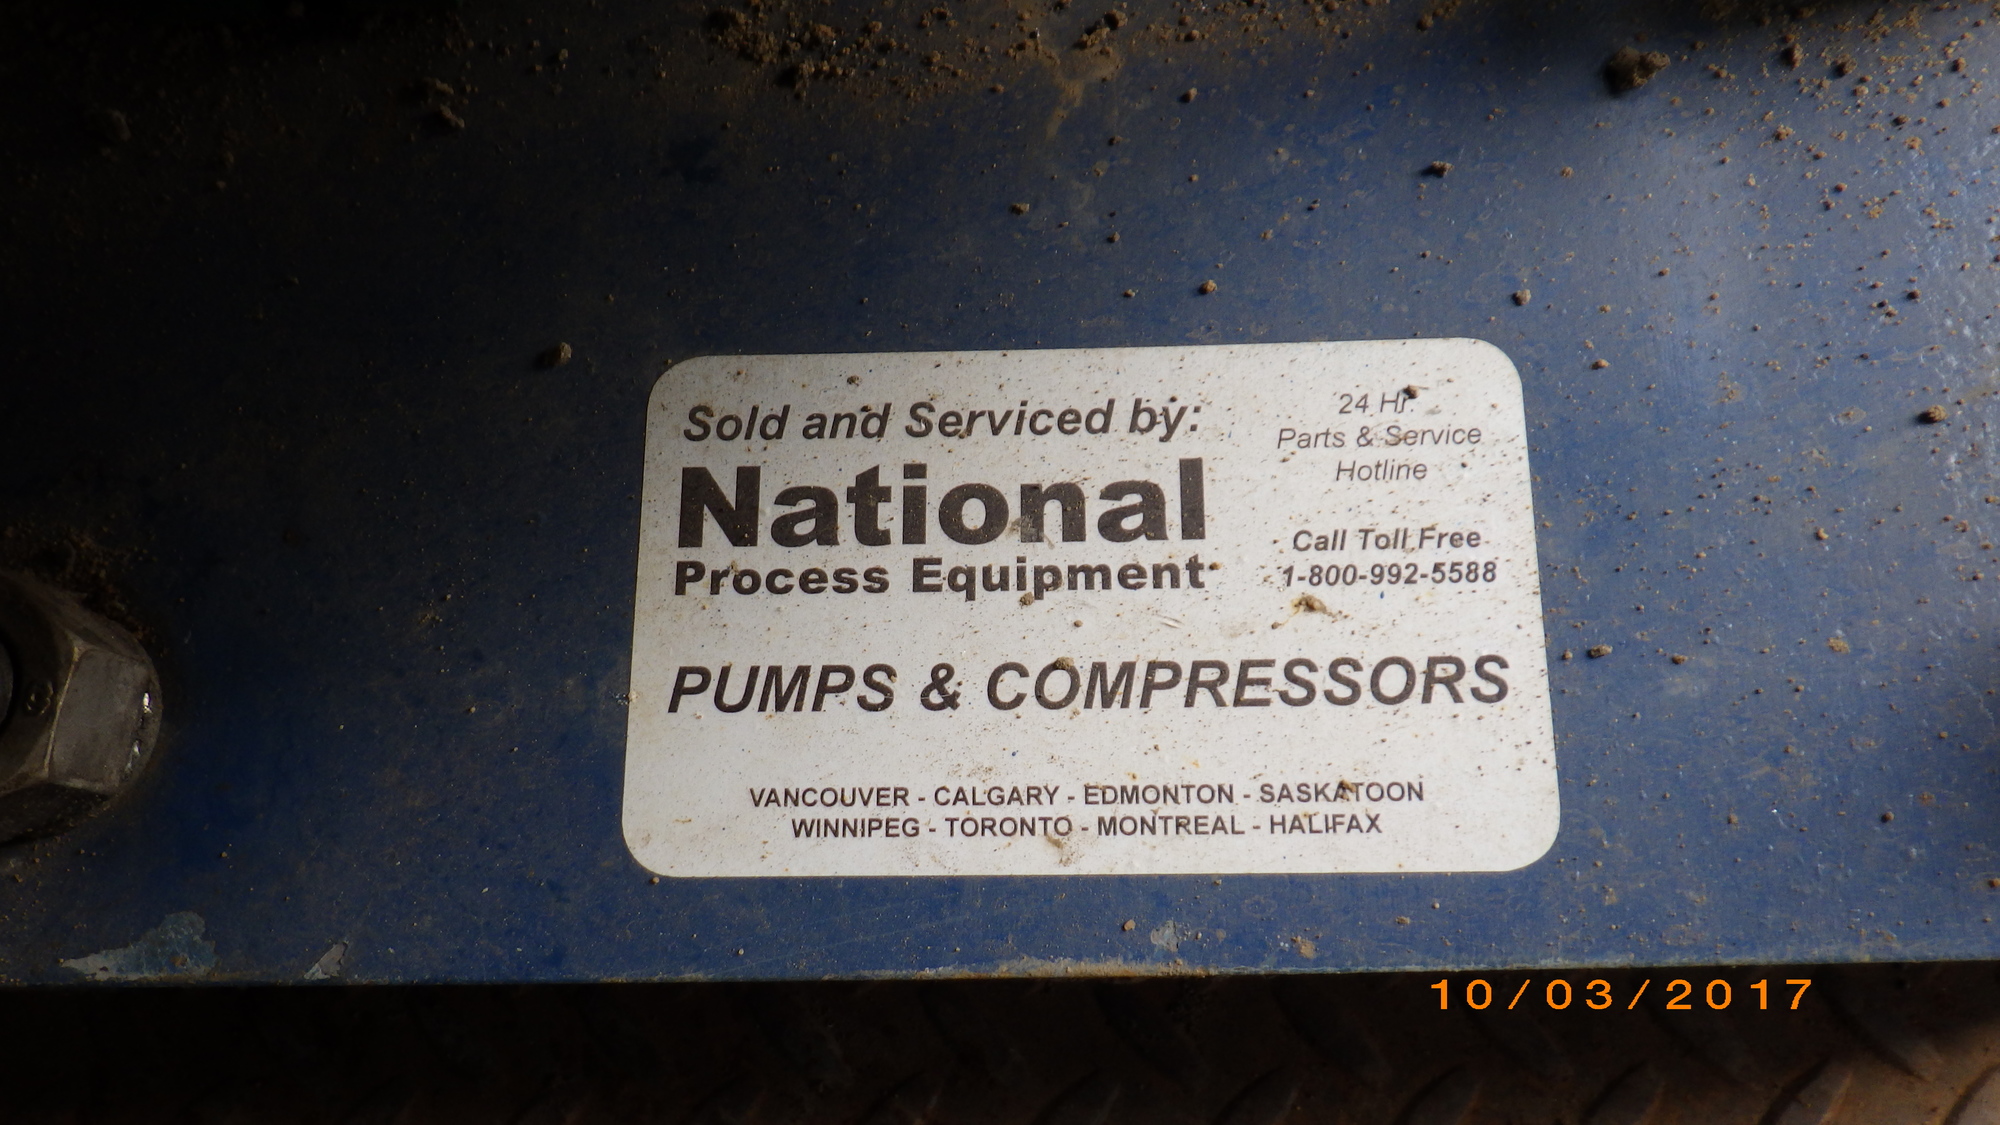 Sold and Serviced by:
National
Process Equipment
24 Hr.
Parts & Service
Hotline
Call Toll Free
1-800-992-5588
PUMPS & COMPRESSORS
VANCOUVER - CALGARY - EDMONTON - SASKATOON
WINNIPEG - TORONTO - MONTREAL - HALIFAX
10/03/2017